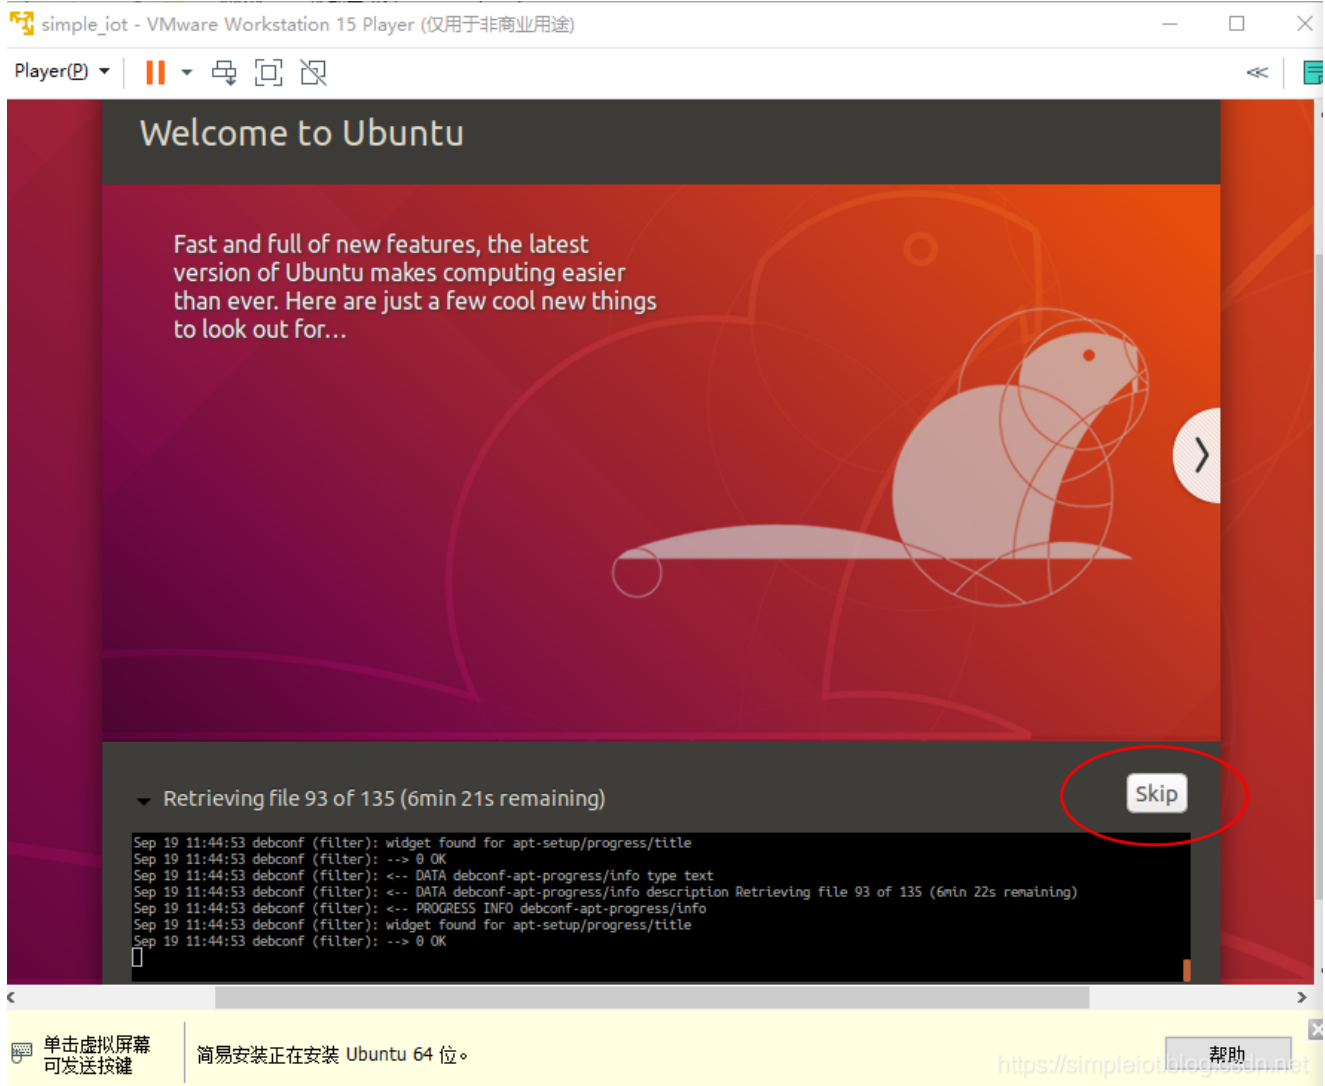 simple_iot - VMware Workstation 15 Player (仅用于非商业用途)
Player(P)
Welcome to Ubuntu
Fast and full of new features, the latest
version of Ubuntu makes computing easier
than ever. Here are just a few cool new things
to look out for...
Retrieving file 93 of 135 (6min 21s remaining)
Skip
Sep 19 11:44:53 debconf (filter): widget found for apt-setup/progress/title
Sep 19 11:44:53 debconf (filter): --> 0 OK
Sep 19 11:44:53 debconf (filter): <-- DATA debconf-apt-progress/info type text
Sep 19 11:44:53 debconf (filter): <-- DATA debconf-apt-progress/info description Retrieving file 93 of 135 (6min 22s remaining)
Sep 19 11:44:53 debconf (filter): <-- PROGRESS INFO debconf-apt-progress/info
Sep 19 11:44:53 debconf (filter): widget found for apt-setup/progress/title
Sep 19 11:44:53 debconf (filter): --> 0 OK
单击虚拟屏幕
可发送按键
简易安装正在安装 Ubuntu 64 位。
帮助
https://simpleiot.blog.csdn.net